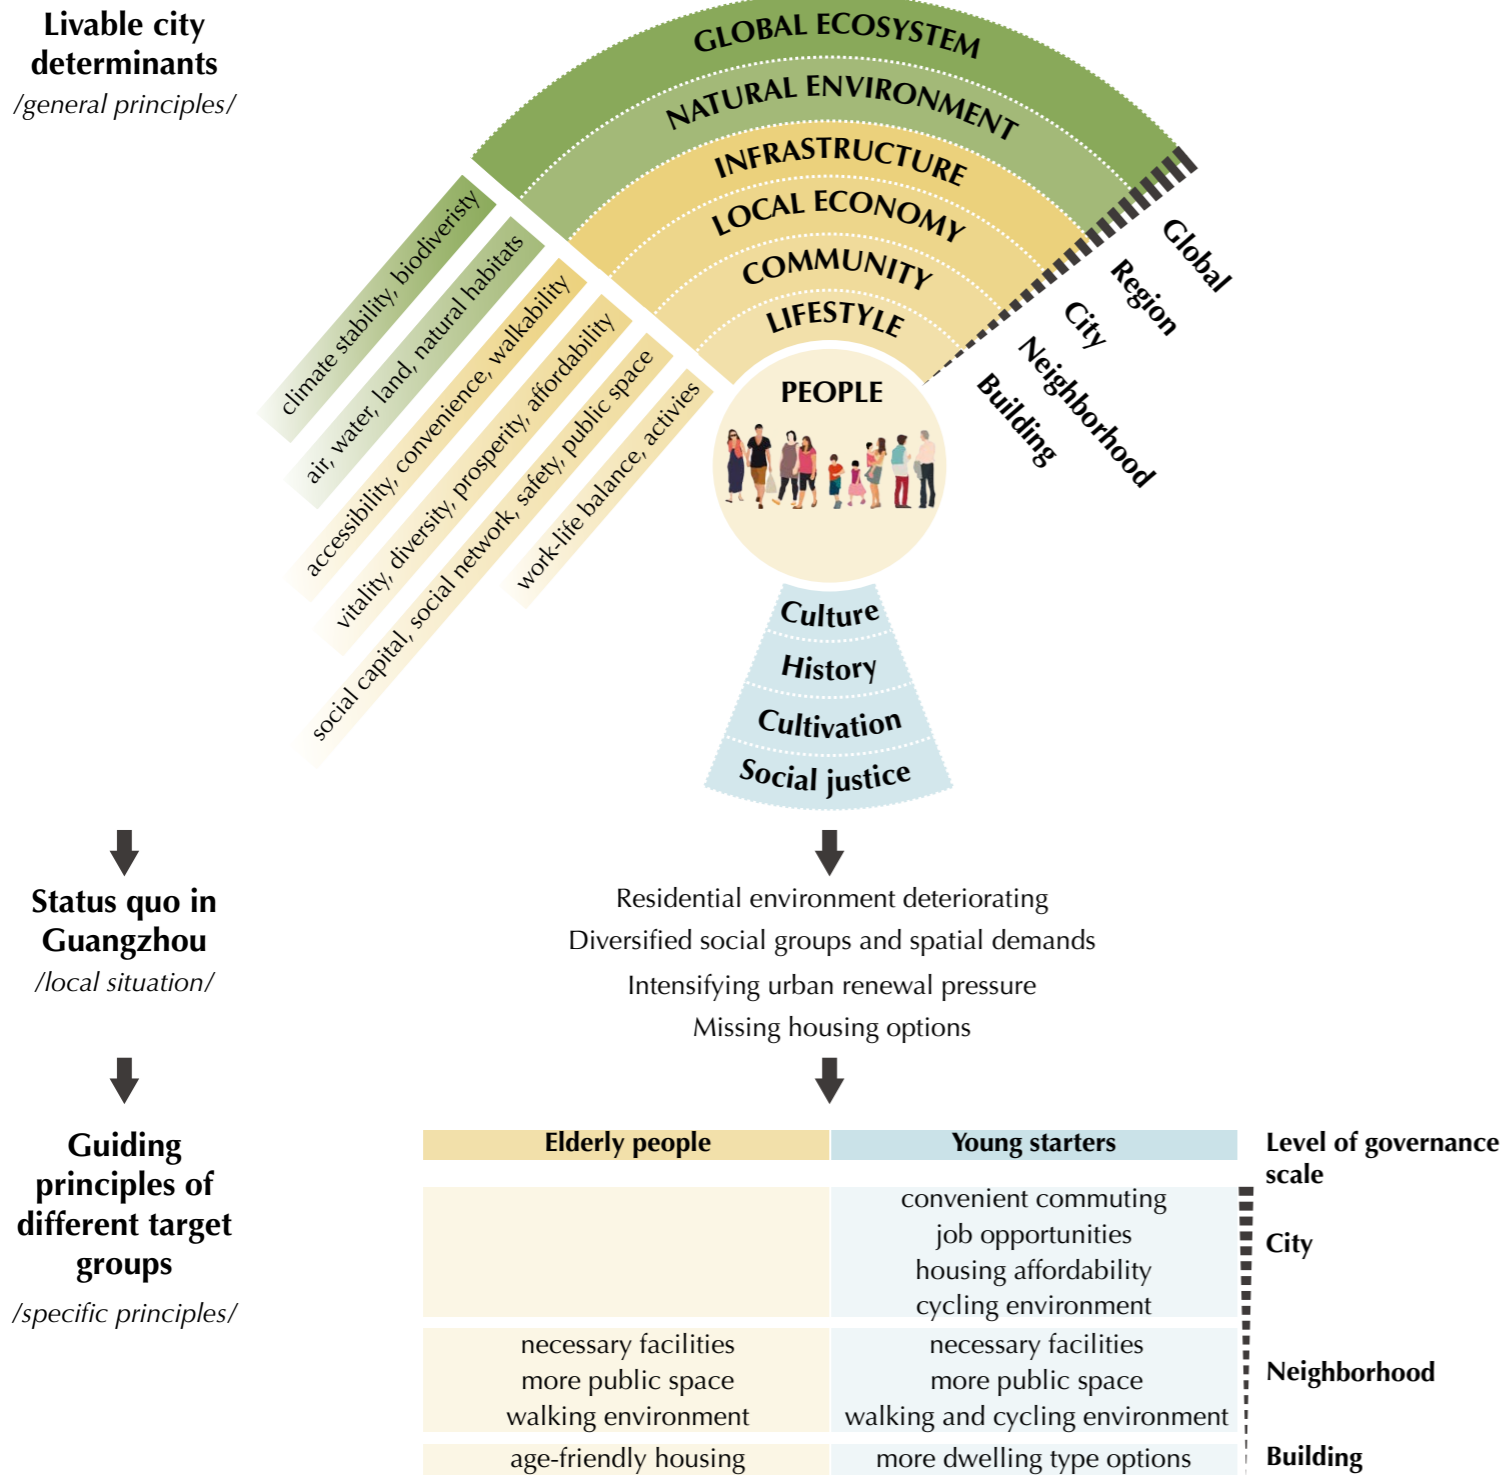 Livable city
determinants
/general principles/
GLOBAL ECOSYSTEM
NATURAL ENVIRONMENT
INFRASTRUCTURE
LOCAL ECONOMY
COMMUNITY
LIFESTYLE
PEOPLE
climate stability, biodiveristy
air, water, land, natural habitats
accessibility, convenience, walkability
vitality, diversity, prosperity, affordability
social capital, social network, safety, public space
work-life balance, activies
Global
Region
City
Neighborhood
Building
Culture
History
Cultivation
Social justice
Status quo in
Guangzhou
/local situation/
Residential environment deteriorating
Diversified social groups and spatial demands
Intensifying urban renewal pressure
Missing housing options
Guiding
principles of
different target
groups
/specific principles/
Elderly people
Young starters
Level of governance
scale
convenient commuting
job opportunities
housing affordability
cycling environment
City
necessary facilities
more public space
walking environment
necessary facilities
more public space
walking and cycling environment
Neighborhood
age-friendly housing
more dwelling type options
Building